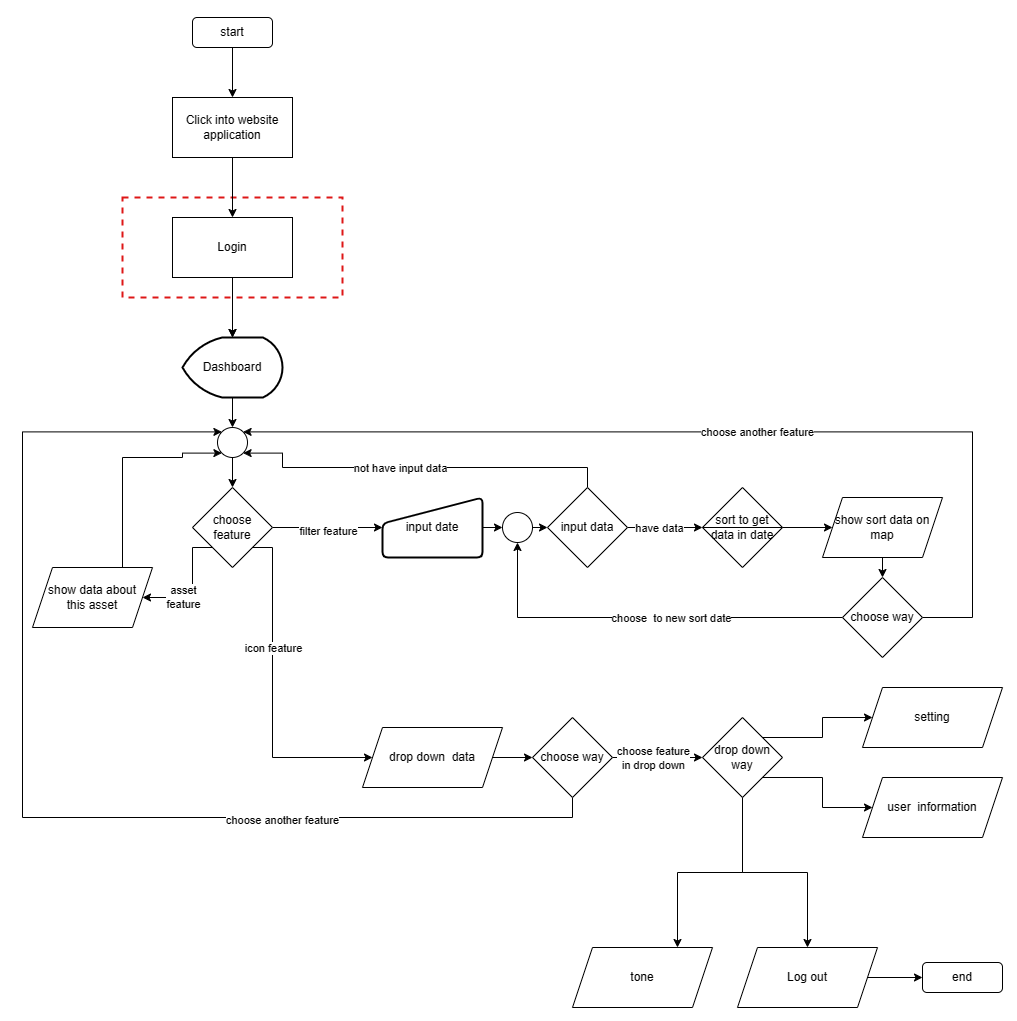 start
Click into website
application
Login
Dashboard
choose another feature
not have input data
choose
feature
filter feature
input date
input data
have data
sort to get
data in date
show sort data on
map
show data about
this asset
asset
feature
choose  to new sort date
choose way
icon feature
setting
drop down  data
choose way
choose feature
in drop down
drop down
way
user  information
choose another feature
tone
Log out
end